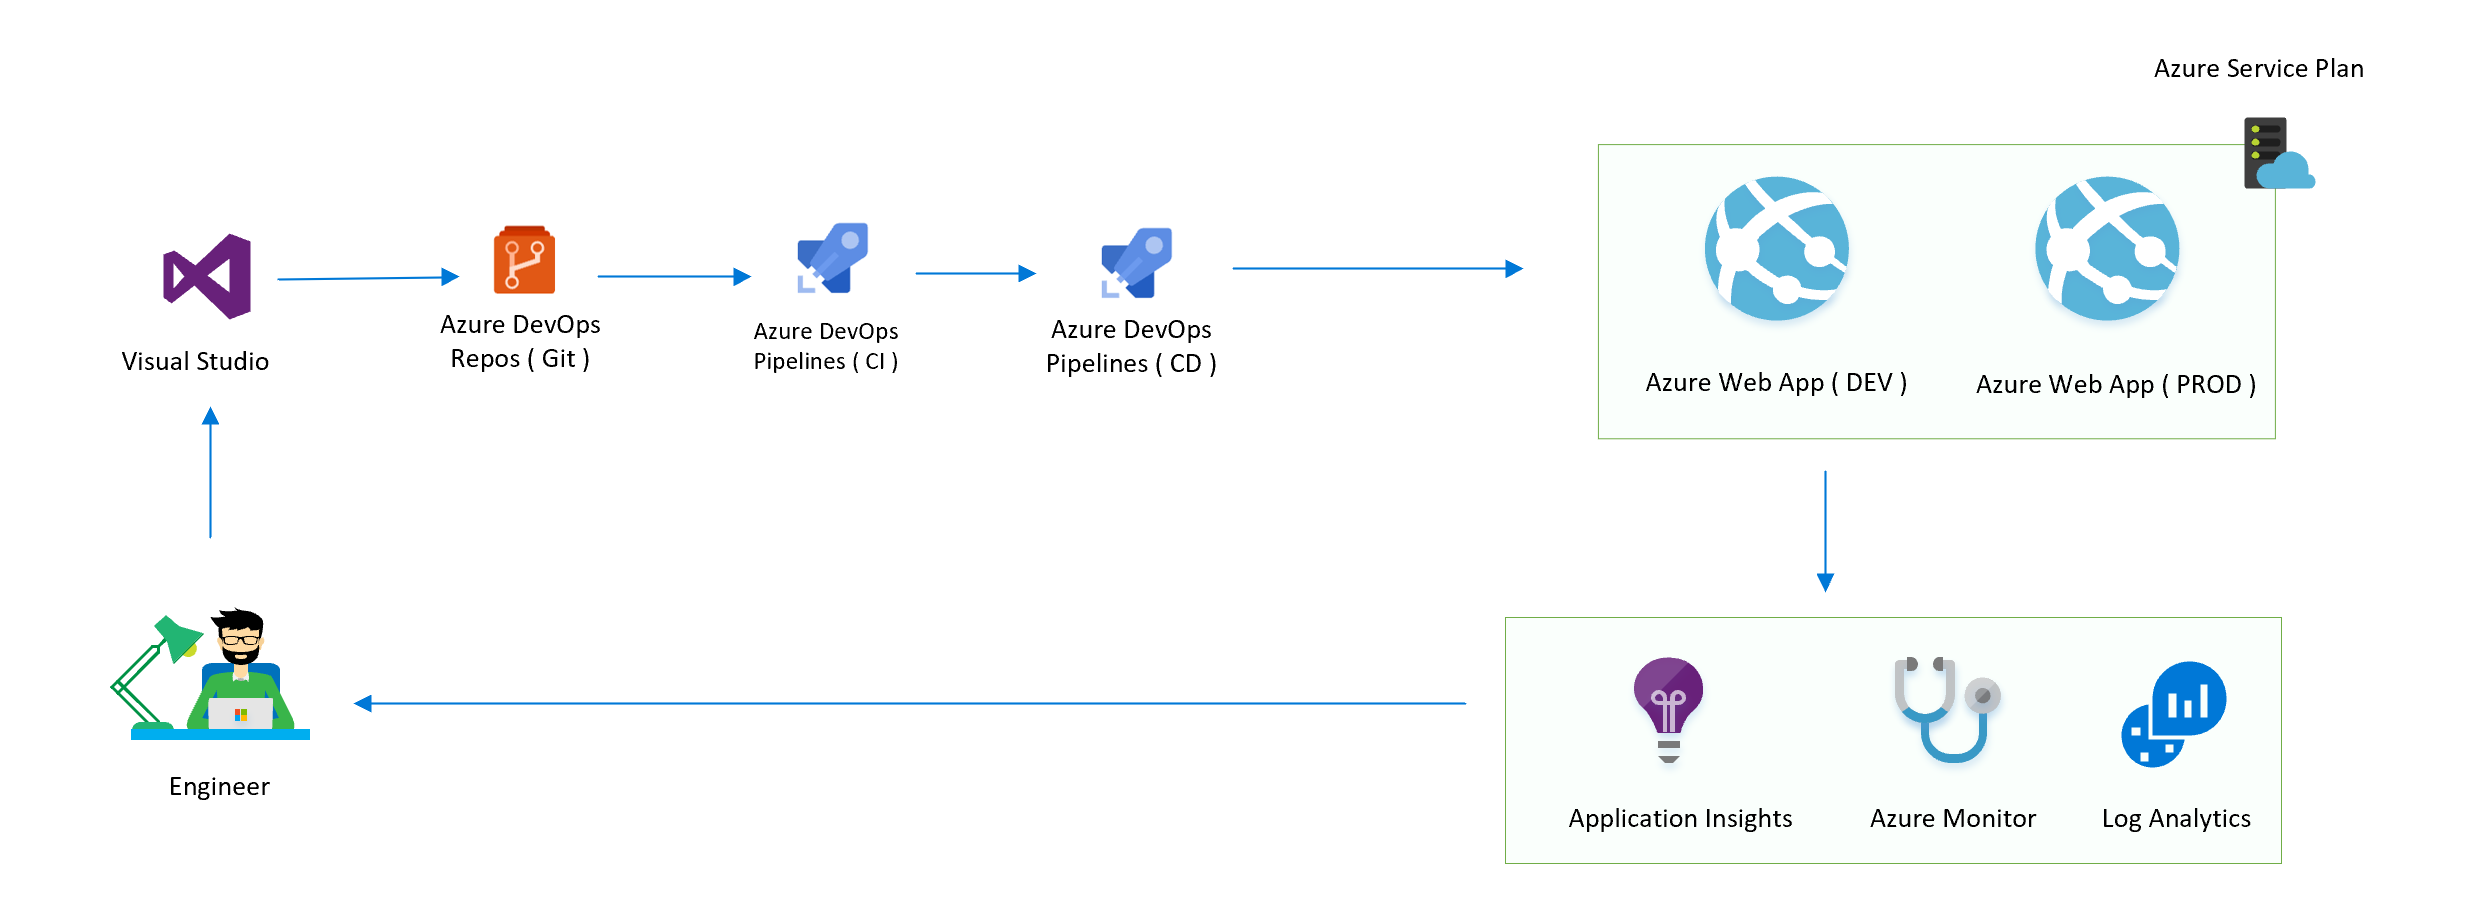 Azure Service Plan
Visual Studio
Azure DevOps
Repos ( Git )
Azure DevOps
Pipelines ( CI )
Azure DevOps
Pipelines ( CD )
Azure Web App ( DEV )
Azure Web App ( PROD )
Engineer
Application Insights
Azure Monitor
Log Analytics